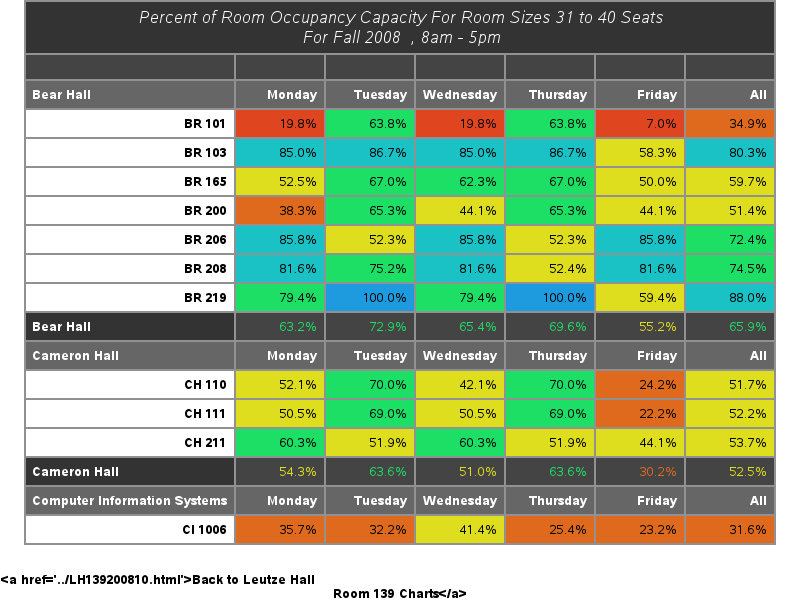 Percent of Room Occupancy Capacity For Room Sizes 31 to 40 Seats
For Fall 2008 , 8am - 5pm
Bear Hall Monday Tuesday Wednesday Thursday Friday All
BR 101 19.8% 63.8% 19.8% 63.8% 7.0% 34.9%
BR 103 85.0% 86.7% 85.0% 86.7% 58.3% 80.3%
BR 165 52.5% 67.0% 62.3% 67.0% 50.0% 59.7%
BR 200 38.3% 65.3% 44.1% 65.3% 44.1% 51.4%
BR 206 85.8% 52.3% 85.8% 52.3% 85.8% 72.4%
BR 208 81.6% 75.2% 81.6% 52.4% 81.6% 74.5%
BR 219 79.4% 100.0% 79.4% 100.0% 59.4% 88.0%
Bear Hall 63.2% 72.9% 65.4% 69.6% 55.2% 65.9%
Cameron Hall Monday Tuesday Wednesday Thursday Friday All
CH 110 52.1% 70.0% 42.1% 70.0% 24.2% 51.7%
CH 111 50.5% 69.0% 50.5% 69.0% 22.2% 52.2%
CH 211 60.3% 51.9% 60.3% 51.9% 44.1% 53.7%
Cameron Hall 54.3% 63.6% 51.0% 63.6% 30.2% 52.5%
Computer Information Systems Monday Tuesday Wednesday Thursday Friday All
CI 1006 35.7% 32.2% 41.4% 25.4% 23.2% 31.6%
<a href='../LH139200810.html'>Back to Leutze Hall
Room 139 Charts</a>